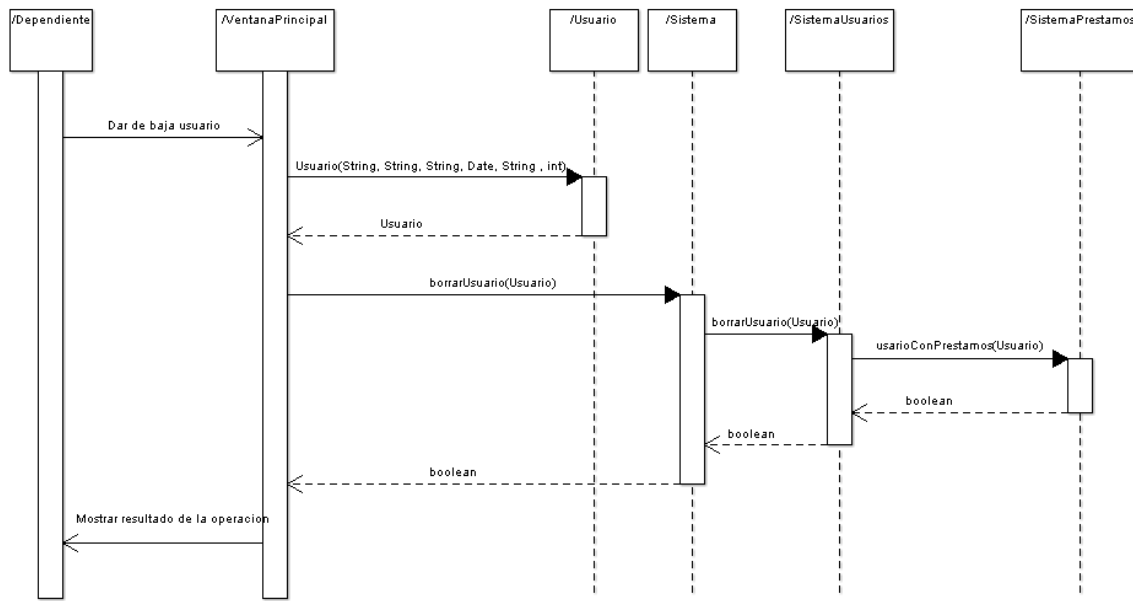 /Dependiente
/VentanaPrincipal
/Usuario
/Sistema
/SistemaUsuarios
/SistemaPrestamos
Dar de baja usuario
Usuario(String, String, String, Date, String , int)
Usuario
borrarUsuario(Usuario)
borrarUsuario(Usuario)
usarioConPrestamos(Usuario)
boolean
boolean
boolean
Mostrar resultado de la operacion